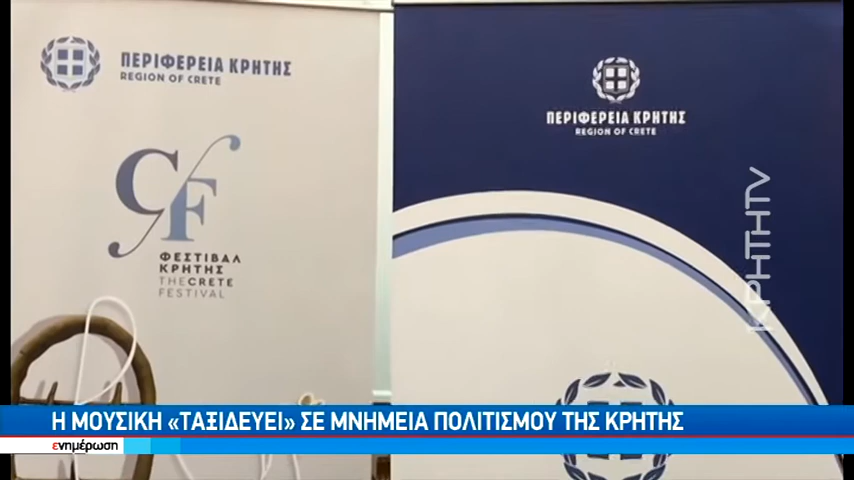 ΠΕΡΙΦΕΡΕΙΑ ΚΡΗΤΗΣ
REGION OF CRETE
CF
ΦΕΣΤΙΒΑΛ
ΚΡΗΤΗΣ
THE CRETE
FESTIVAL
ΠΕΡΙΦΕΡΕΙΑ ΚΡΗΤΗΣ
REGION OF CRETE
ΚΡΗΤΗTV
Η ΜΟΥΣΙΚΗ «ΤΑΞΙΔΕΥΕΙ» ΣΕ ΜΝΗΜΕΙΑ ΠΟΛΙΤΙΣΜΟΥ ΤΗΣ ΚΡΗΤΗΣ
ενημέρωση